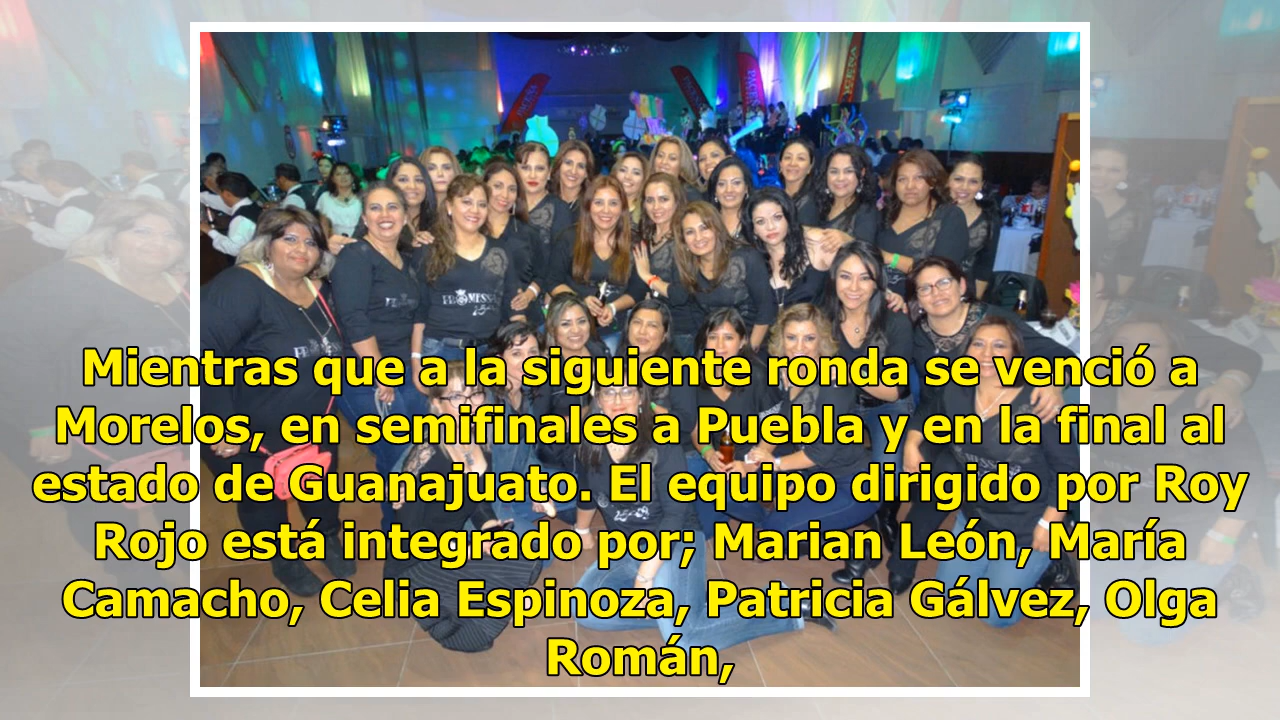 PROMESSA
Mientras que a la siguiente ronda se venció a
Morelos, en semifinales a Puebla y en la final al
estado de Guanajuato. El equipo dirigido por Roy
Rojo está integrado por; Marian León, María
Camacho, Celia Espinoza, Patricia Gálvez, Olga
Román,